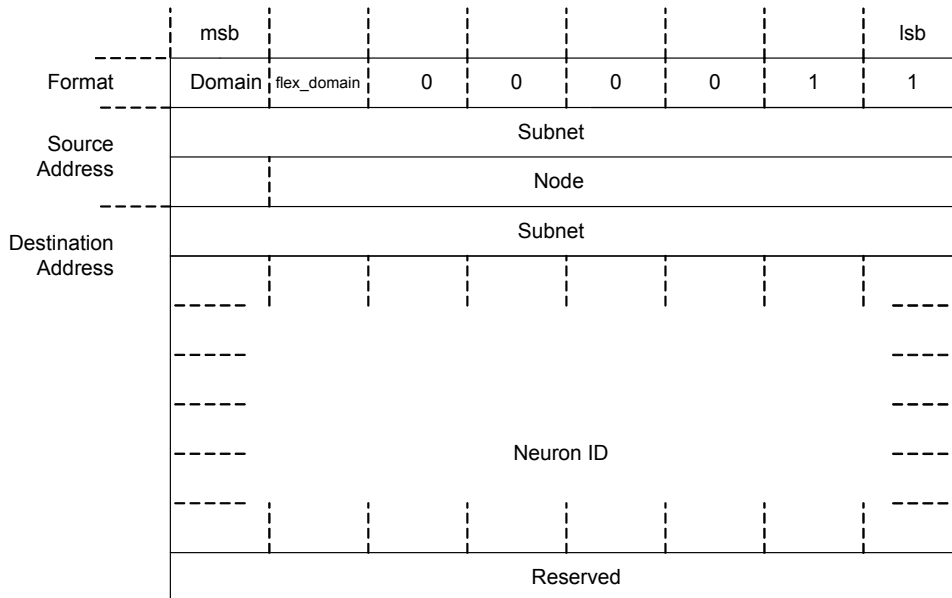 msb lsb
Format Domain flex_domain 0 0 0 0 1 1
Source
Address
Subnet
Node
Destination
Address
Subnet
Neuron ID
Reserved